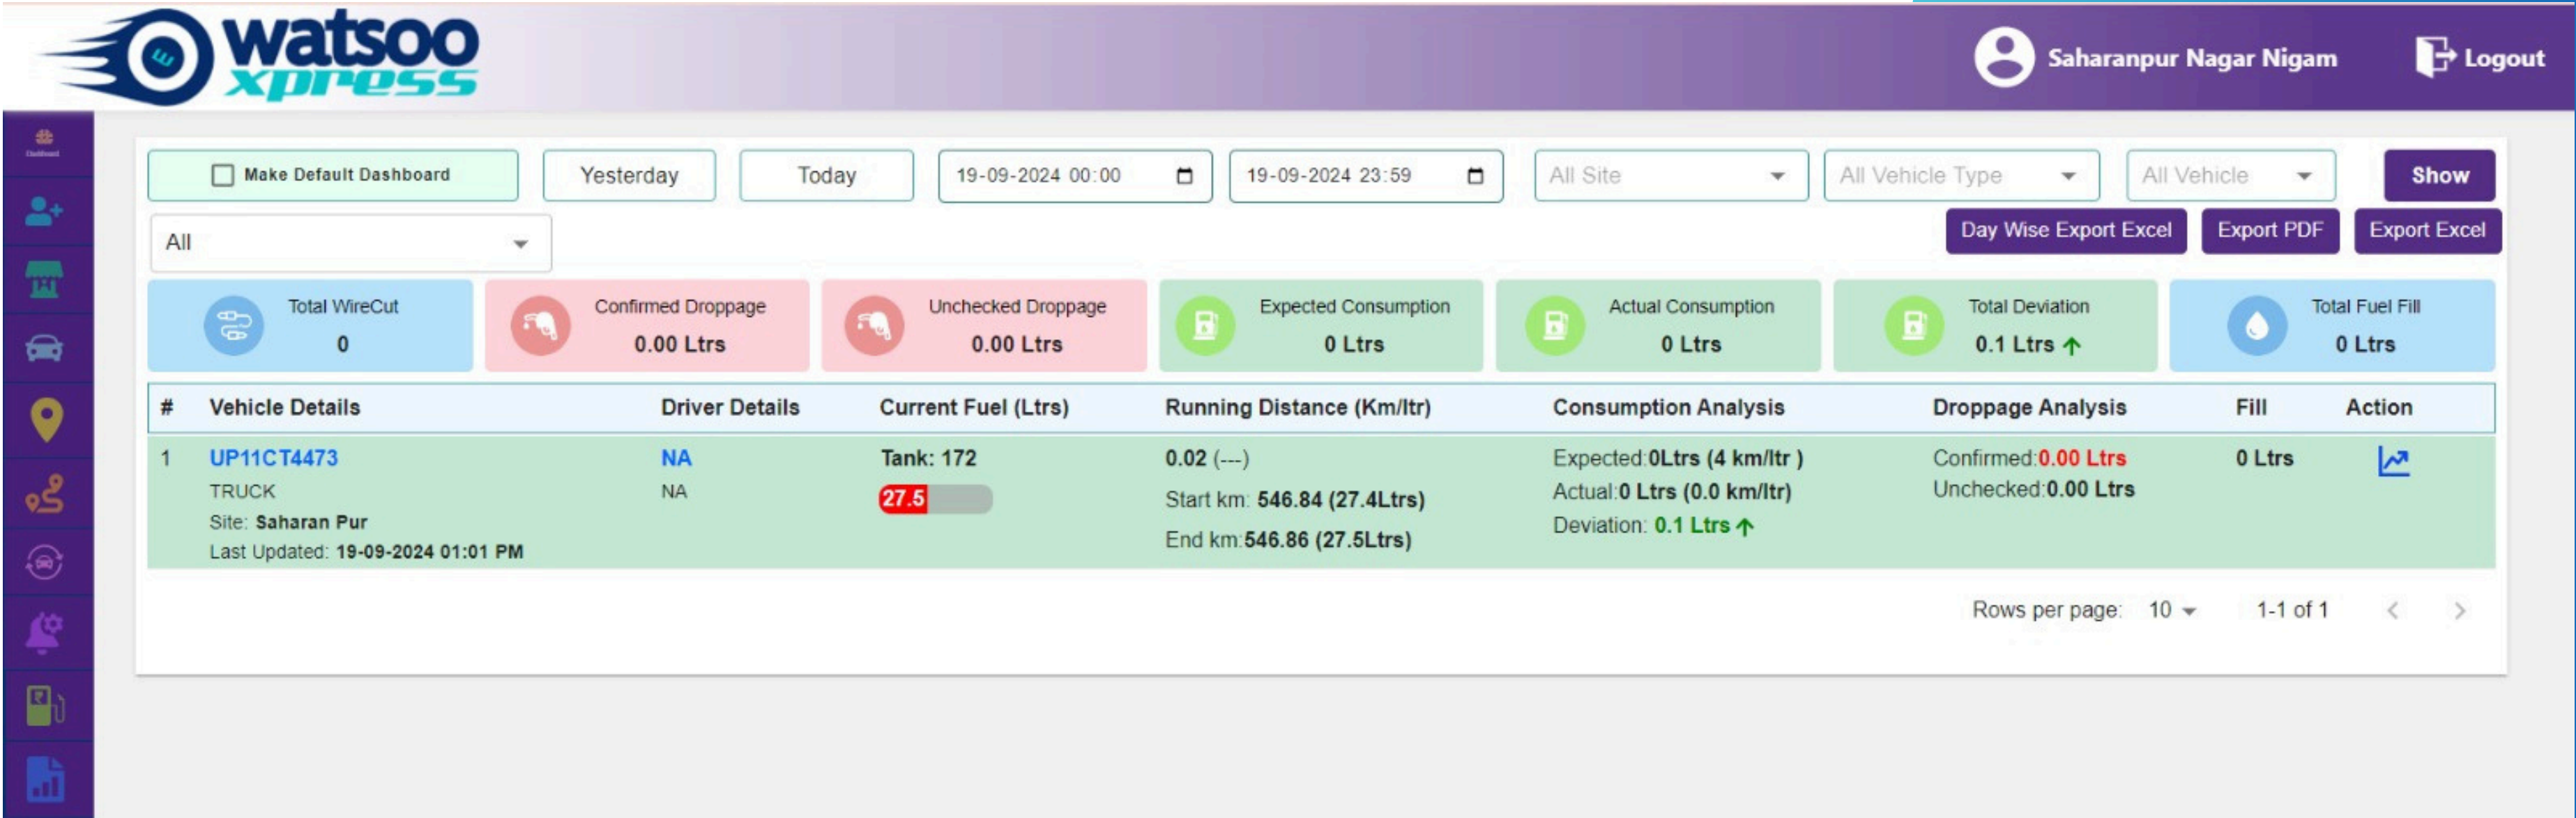 watsoo
xpress
Saharanpur Nagar Nigam
Logout
Dashboard
Make Default Dashboard
Yesterday
Today
19-09-2024 00:00
19-09-2024 23:59
All Site
All Vehicle Type
All Vehicle
Show
All
Day Wise Export Excel
Export PDF
Export Excel
Total WireCut
0
Confirmed Droppage
0.00 Ltrs
Unchecked Droppage
0.00 Ltrs
Expected Consumption
0 Ltrs
Actual Consumption
0 Ltrs
Total Deviation
0.1 Ltrs ↑
Total Fuel Fill
0 Ltrs
# Vehicle Details Driver Details Current Fuel (Ltrs) Running Distance (Km/ltr) Consumption Analysis Droppage Analysis Fill Action
1 UP11CT4473 NA Tank: 172 0.02 (---) Expected:0Ltrs (4 km/ltr ) Confirmed:0.00 Ltrs 0 Ltrs
TRUCK NA 27.5 Start km: 546.84 (27.4Ltrs) Actual:0 Ltrs (0.0 km/ltr) Unchecked:0.00 Ltrs
Site: Saharan Pur End km:546.86 (27.5Ltrs) Deviation: 0.1 Ltrs ↑
Last Updated: 19-09-2024 01:01 PM
Rows per page: 10 1-1 of 1 < >